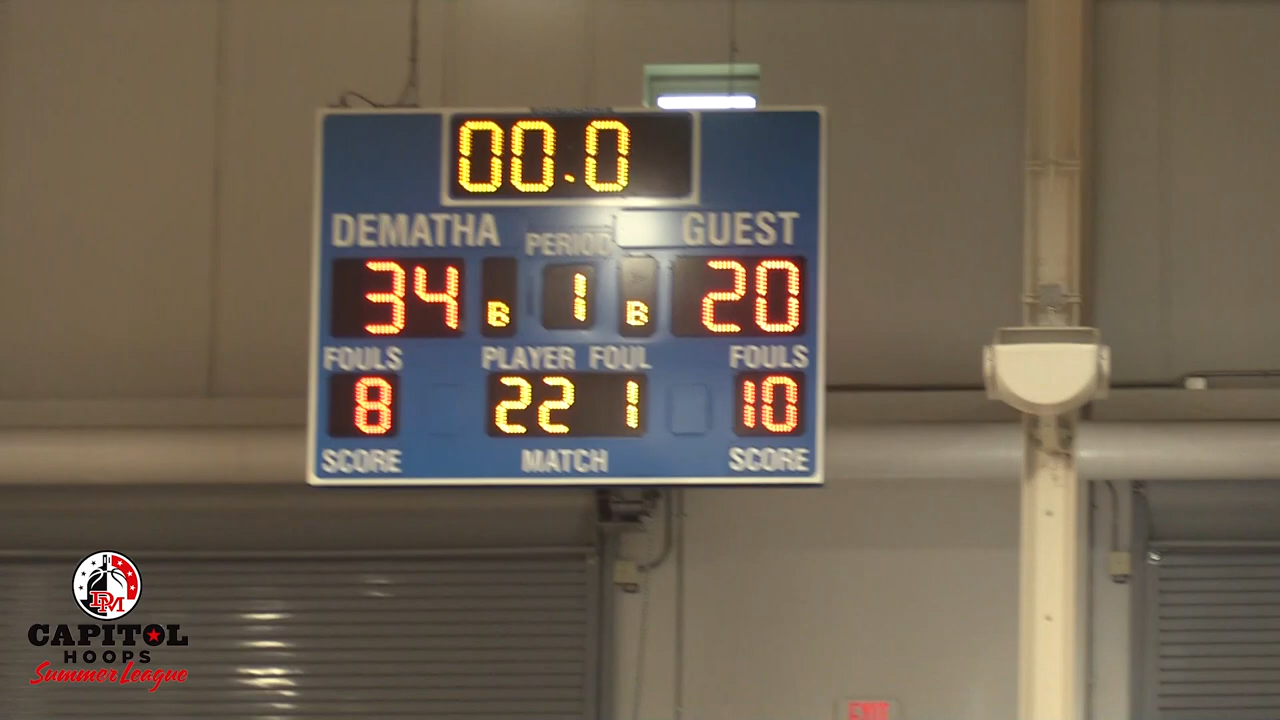 00.0
DEMATHA PERIOD GUEST
34 B 1 B 20
FOULS PLAYER FOUL FOULS
8 22 1 10
SCORE MATCH SCORE
DM
CAPITOL
HOOPS
Summer League
EXIT